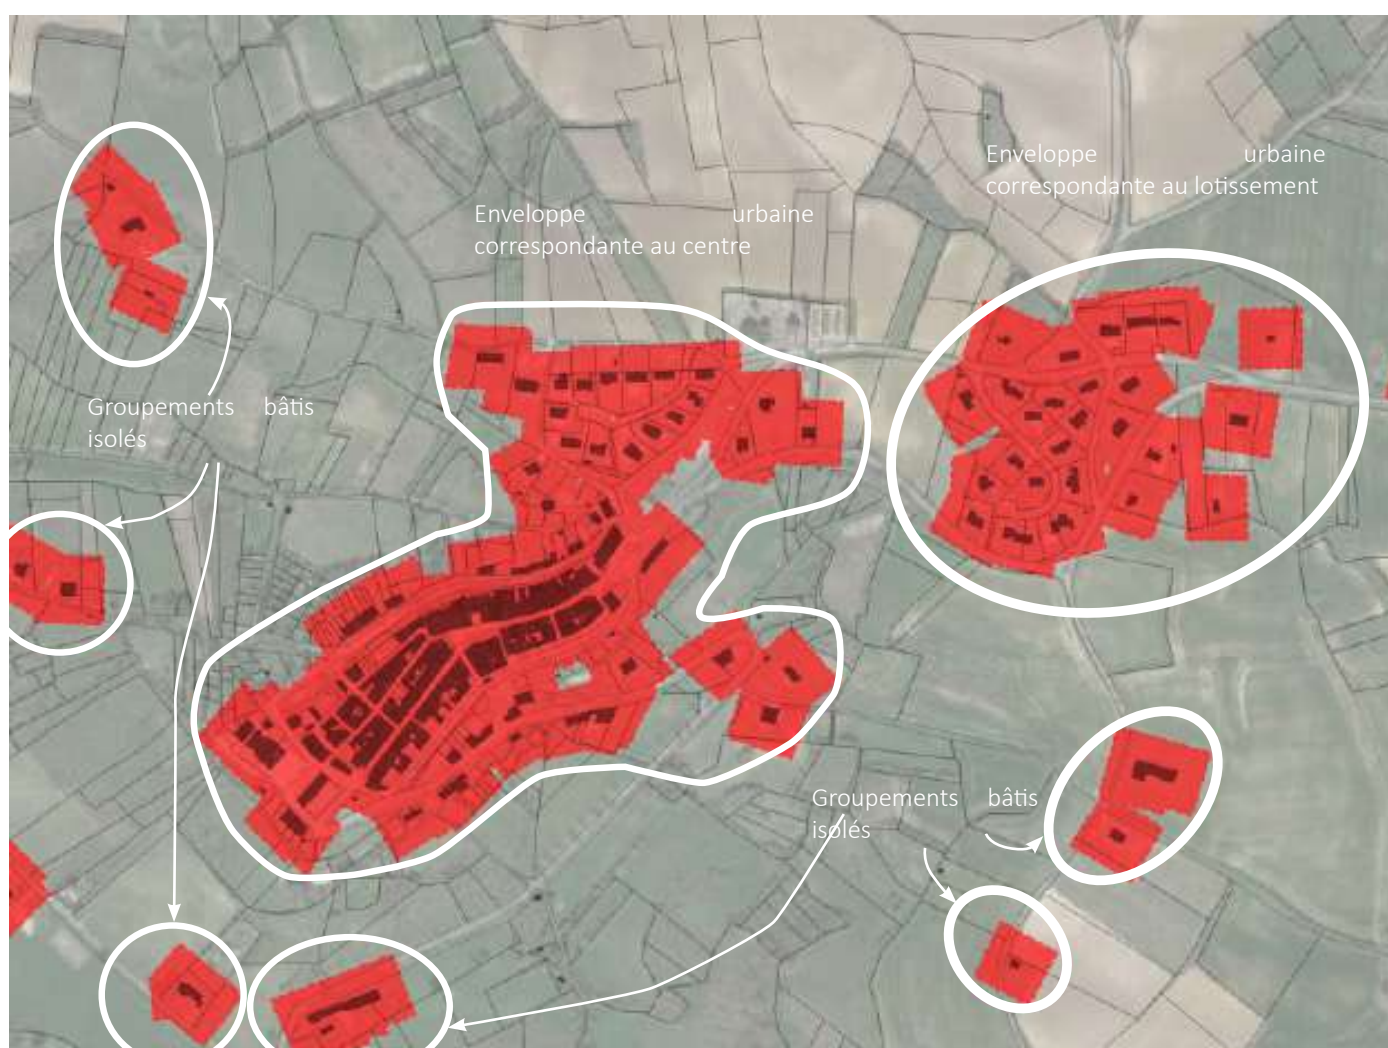 Enveloppe urbaine
correspondante au lotissement
Enveloppe urbaine
correspondante au centre
Groupements bâtis
isolés
Groupements bâtis
isolés